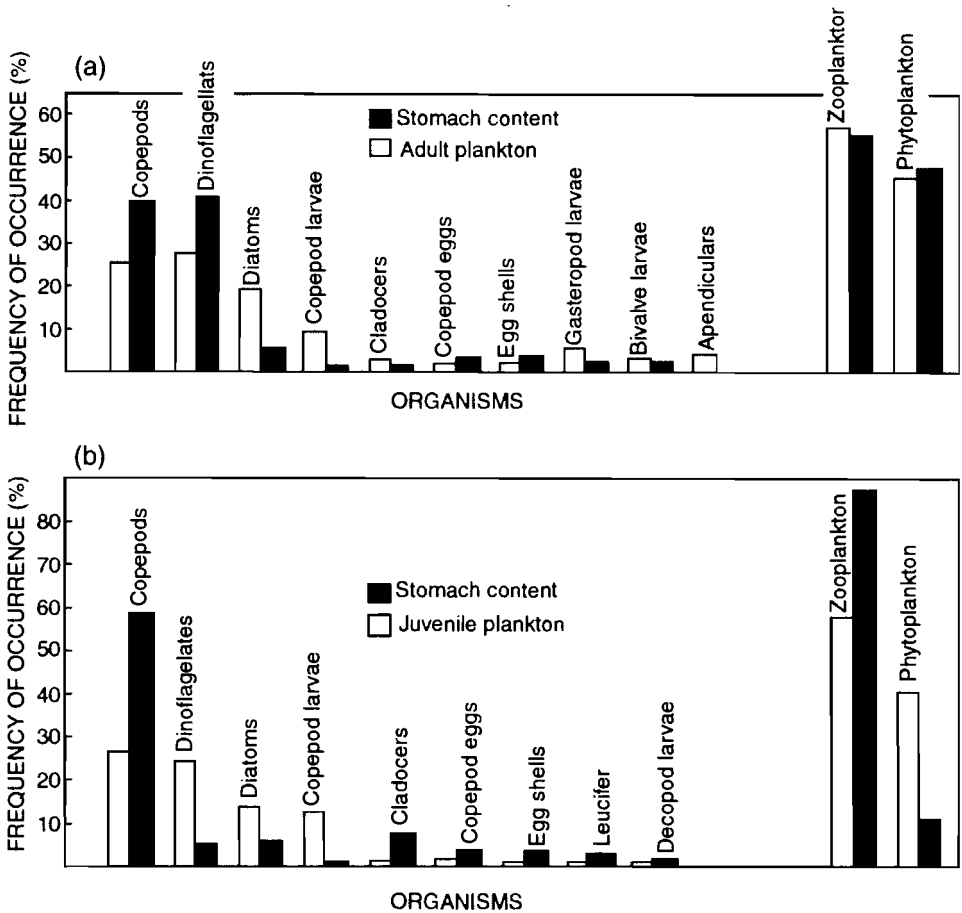 (a)
FREQUENCY OF OCCURRENCE (%)
60
50
40
30
20
10
Copepods
Dinoflagellats
Diatoms
Copepod larvae
Cladocers
Copepod eggs
Egg shells
Gasteropod larvae
Bivalve larvae
Apendiculars
Zooplanktor
Phytoplankton
Stomach content
Adult plankton
ORGANISMS
(b)
FREQUENCY OF OCCURRENCE (%)
80
70
60
50
40
30
20
10
Copepods
Dinoflagelates
Diatoms
Copepod larvae
Cladocers
Copepod eggs
Egg shells
Leucifer
Decopod larvae
Zooplankton
Phytoplankton
Stomach content
Juvenile plankton
ORGANISMS